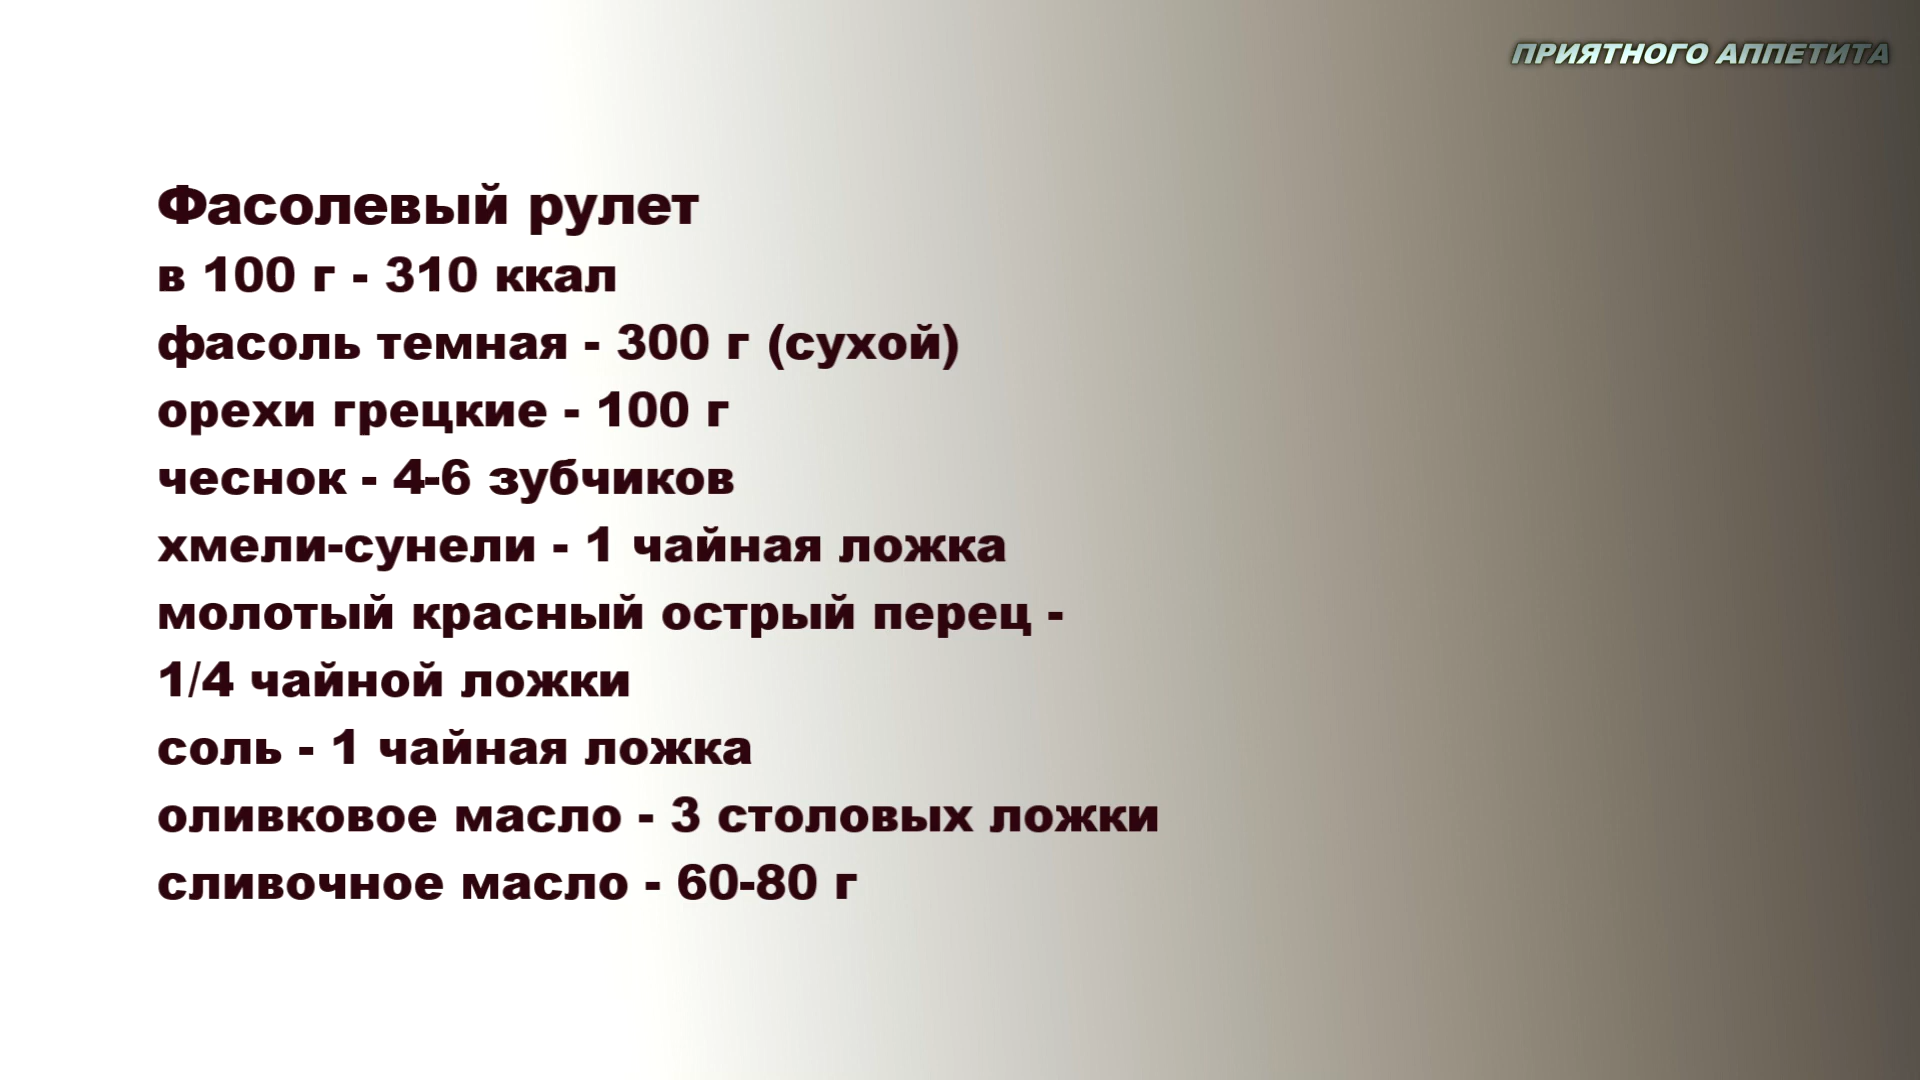 ПРИЯТНОГО АППЕТИТА
Фасолевый рулет
в 100 г - 310 ккал
фасоль темная - 300 г (сухой)
орехи грецкие - 100 г
чеснок - 4-6 зубчиков
хмели-сунели - 1 чайная ложка
молотый красный острый перец -
1/4 чайной ложки
соль - 1 чайная ложка
оливковое масло - 3 столовых ложки
сливочное масло - 60-80 г